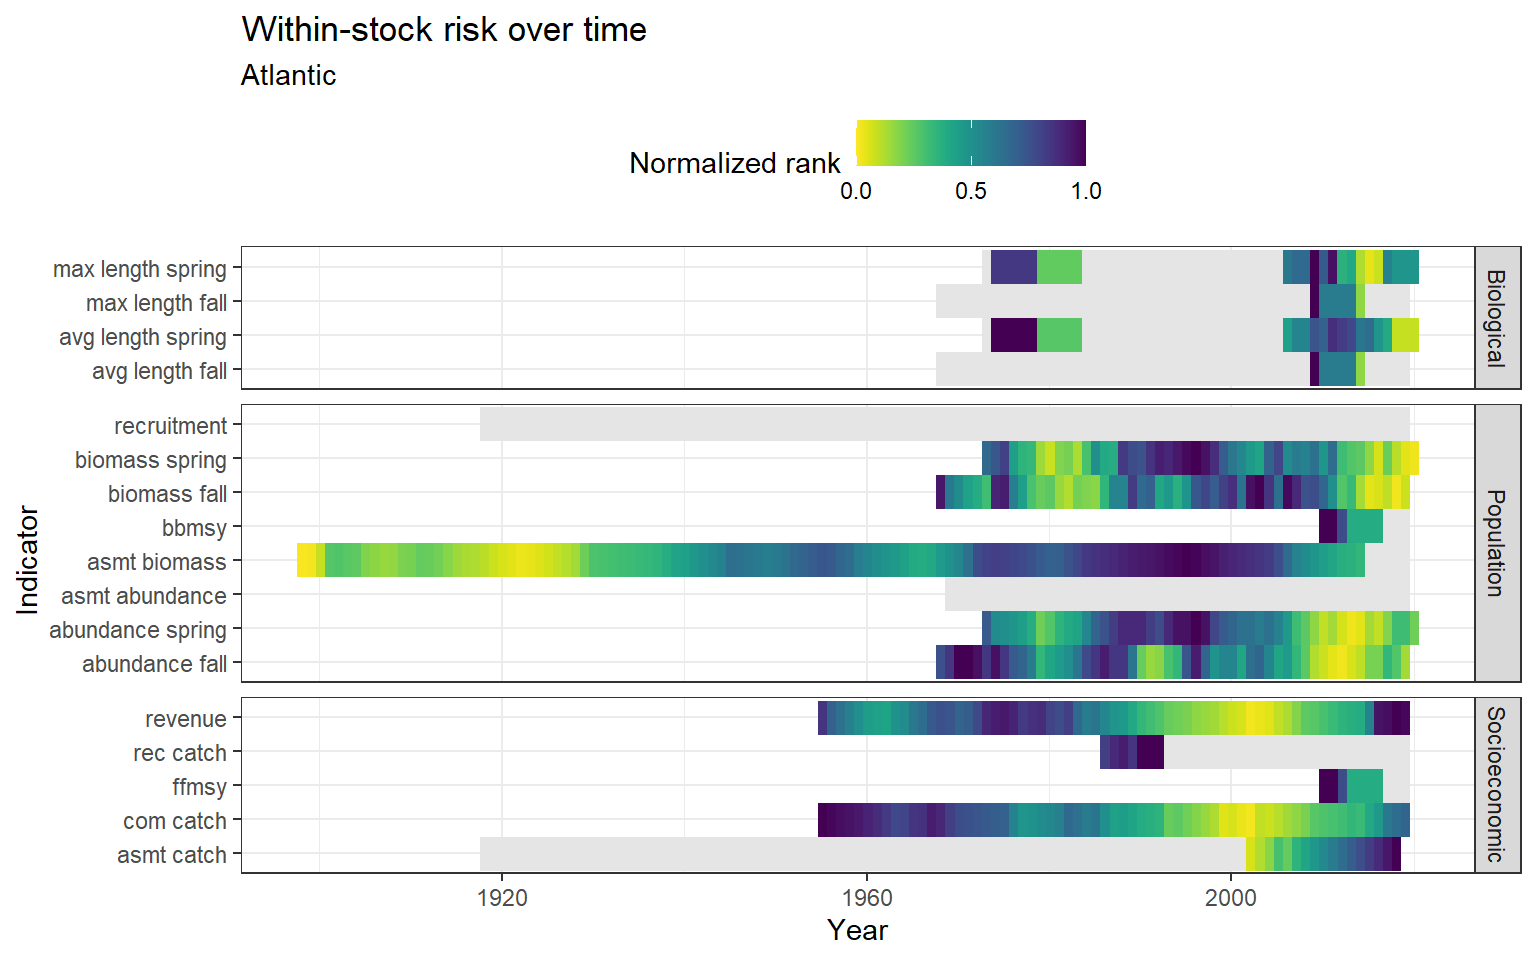 Within-stock risk over time
Atlantic
Normalized rank
0.0 0.5 1.0
Indicator
max length spring
max length fall
avg length spring
avg length fall
Biological
recruitment
biomass spring
biomass fall
bbmsy
asmt biomass
asmt abundance
abundance spring
abundance fall
Population
revenue
rec catch
ffmsy
com catch
asmt catch
Socioeconomic
1920 1960 2000
Year